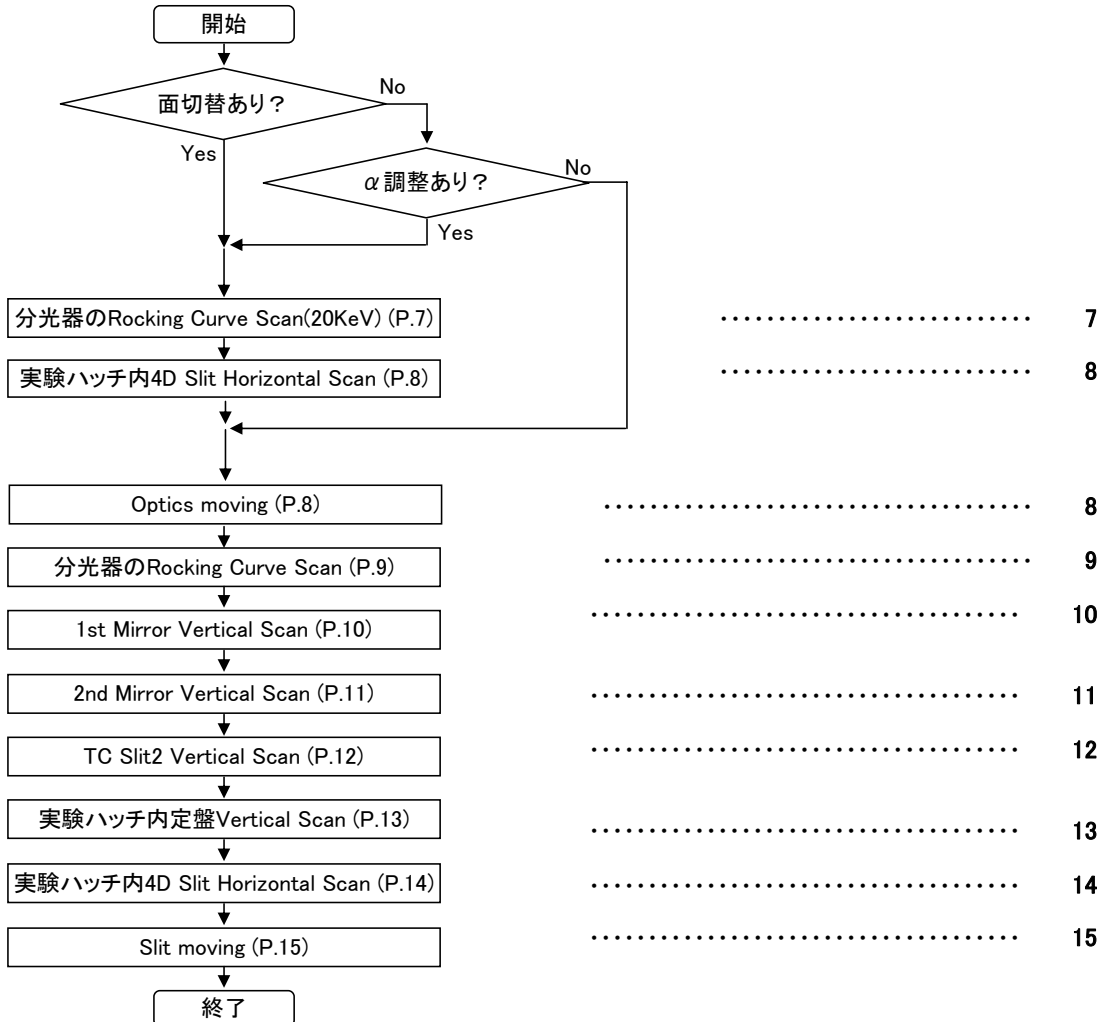 開始
面切替あり？
No
Yes
α調整あり？
No
Yes
分光器のRocking Curve Scan(20KeV) (P.7) ・・・・・・・・・・・・・・・・・・・・・・・・・・・ 7
実験ハッチ内4D Slit Horizontal Scan (P.8) ・・・・・・・・・・・・・・・・・・・・・・・・・・・ 8
Optics moving (P.8) ・・・・・・・・・・・・・・・・・・・・・・・・・・・・・・・・・・・・・ 8
分光器のRocking Curve Scan (P.9) ・・・・・・・・・・・・・・・・・・・・・・・・・・・・・・・・・・・・・ 9
1st Mirror Vertical Scan (P.10) ・・・・・・・・・・・・・・・・・・・・・・・・・・・・・・・・・・・・・ 10
2nd Mirror Vertical Scan (P.11) ・・・・・・・・・・・・・・・・・・・・・・・・・・・・・・・・・・・・・ 11
TC Slit2 Vertical Scan (P.12) ・・・・・・・・・・・・・・・・・・・・・・・・・・・・・・・・・・・・・ 12
実験ハッチ内定盤Vertical Scan (P.13) ・・・・・・・・・・・・・・・・・・・・・・・・・・・・・・・・・・・・・ 13
実験ハッチ内4D Slit Horizontal Scan (P.14) ・・・・・・・・・・・・・・・・・・・・・・・・・・・・・・・・・・・・・ 14
Slit moving (P.15) ・・・・・・・・・・・・・・・・・・・・・・・・・・・・・・・・・・・・・ 15
終了